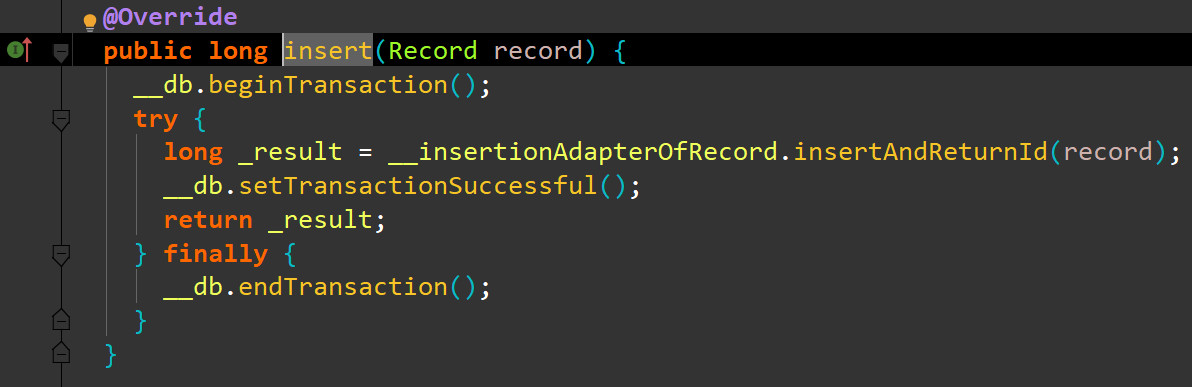 @Override
public long insert(Record record) {
__db.beginTransaction();
try {
long _result = __insertionAdapterOfRecord.insertAndReturnId(record);
__db.setTransactionSuccessful();
return _result;
} finally {
__db.endTransaction();
}
}